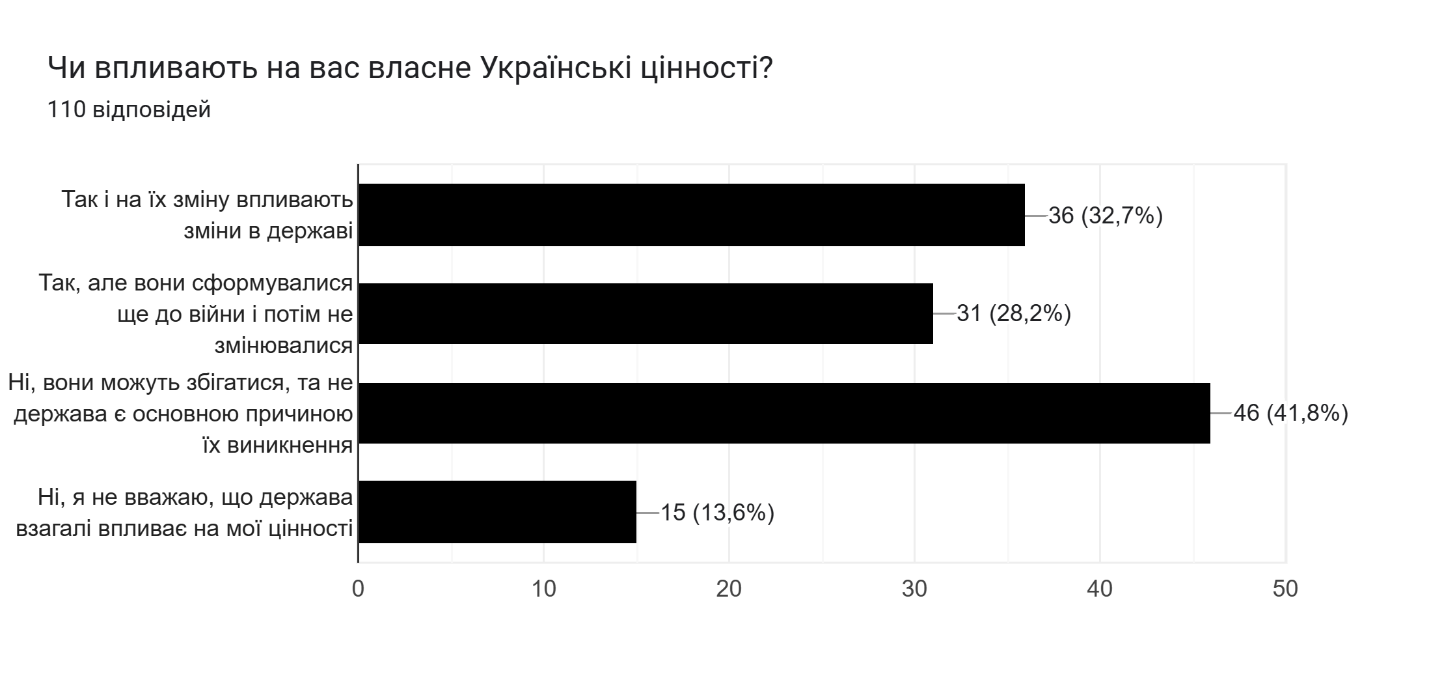 Чи впливають на вас власне Українські цінності?
110 відповідей
Так і на їх зміну впливають
зміни в державі
36 (32,7%)
Так, але вони сформувалися
ще до війни і потім не
змінювалися
31 (28,2%)
Ні, вони можуть збігатися, та не
держава є основною причиною
їх виникнення
46 (41,8%)
Ні, я не вважаю, що держава
взагалі впливає на мої цінності
15 (13,6%)
0 10 20 30 40 50